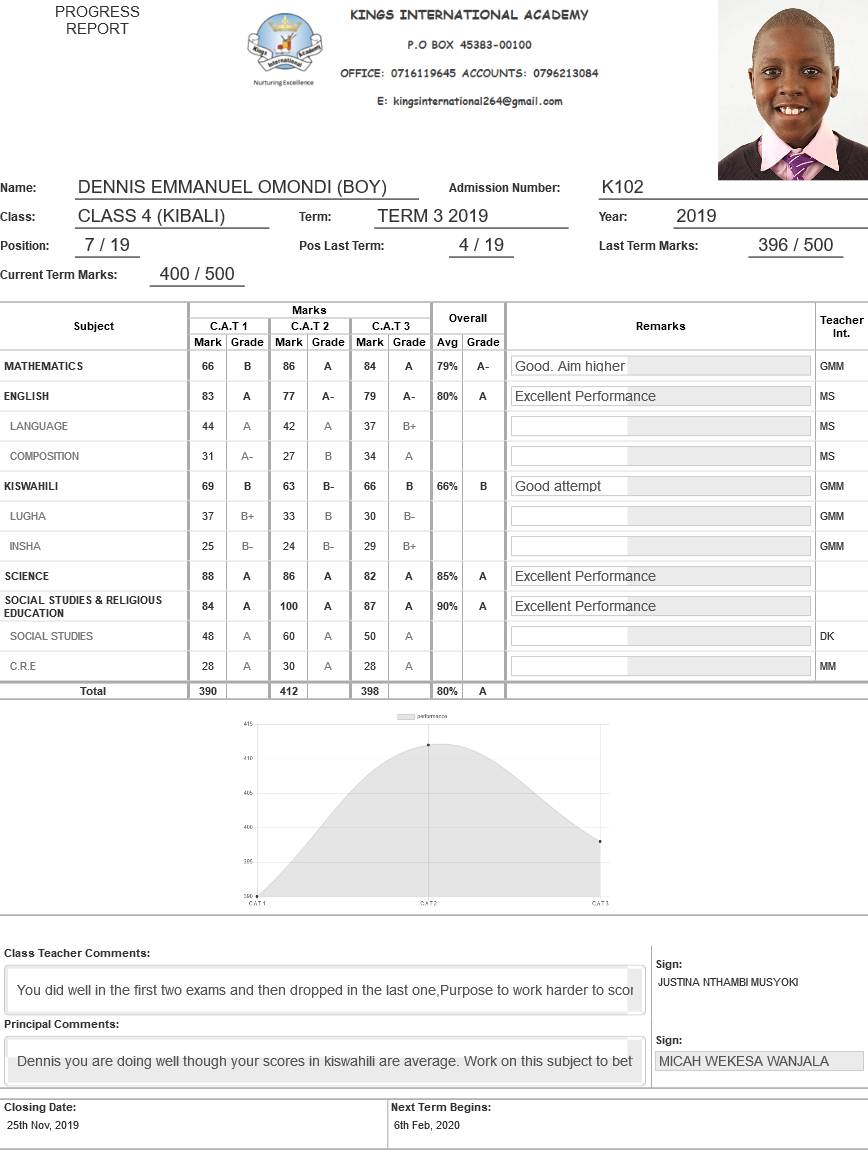 PROGRESS
REPORT
KINGS INTERNATIONAL ACADEMY
P.O BOX 45383-00100
OFFICE: 0716119645 ACCOUNTS: 0796213084
E: kingsinternational264@gmail.com
Kings Academy
International
Nurturing Excellence
Name: DENNIS EMMANUEL OMONDI (BOY) Admission Number: K102
Class: CLASS 4 (KIBALI) Term: TERM 3 2019 Year: 2019
Position: 7 / 19 Pos Last Term: 4 / 19 Last Term Marks: 396 / 500
Current Term Marks: 400 / 500
Subject Marks Overall Remarks Teacher Int.
C.A.T 1 C.A.T 2 C.A.T 3
Mark Grade Mark Grade Mark Grade Avg Grade
MATHEMATICS 66 B 86 A 84 A 79% A- Good. Aim higher GMM
ENGLISH 83 A 77 A- 79 A- 80% A Excellent Performance MS
LANGUAGE 44 A 42 A 37 B+ MS
COMPOSITION 31 A- 27 B 34 A MS
KISWAHILI 69 B 63 B- 66 B 66% B Good attempt GMM
LUGHA 37 B+ 33 B 30 B- GMM
INSHA 25 B- 24 B- 29 B+ GMM
SCIENCE 88 A 86 A 82 A 85% A Excellent Performance
SOCIAL STUDIES & RELIGIOUS
EDUCATION 84 A 100 A 87 A 90% A Excellent Performance
SOCIAL STUDIES 48 A 60 A 50 A DK
C.R.E 28 A 30 A 28 A MM
Total 390 412 398 80% A
performance
415
410
405
400
395
390
CAT1 CAT2 CAT3
Class Teacher Comments:
You did well in the first two exams and then dropped in the last one,Purpose to work harder to scor
Sign:
JUSTINA NTHAMBI MUSYOKI
Principal Comments:
Dennis you are doing well though your scores in kiswahili are average. Work on this subject to bet
Sign:
MICAH WEKESA WANJALA
Closing Date:
25th Nov, 2019
Next Term Begins:
6th Feb, 2020